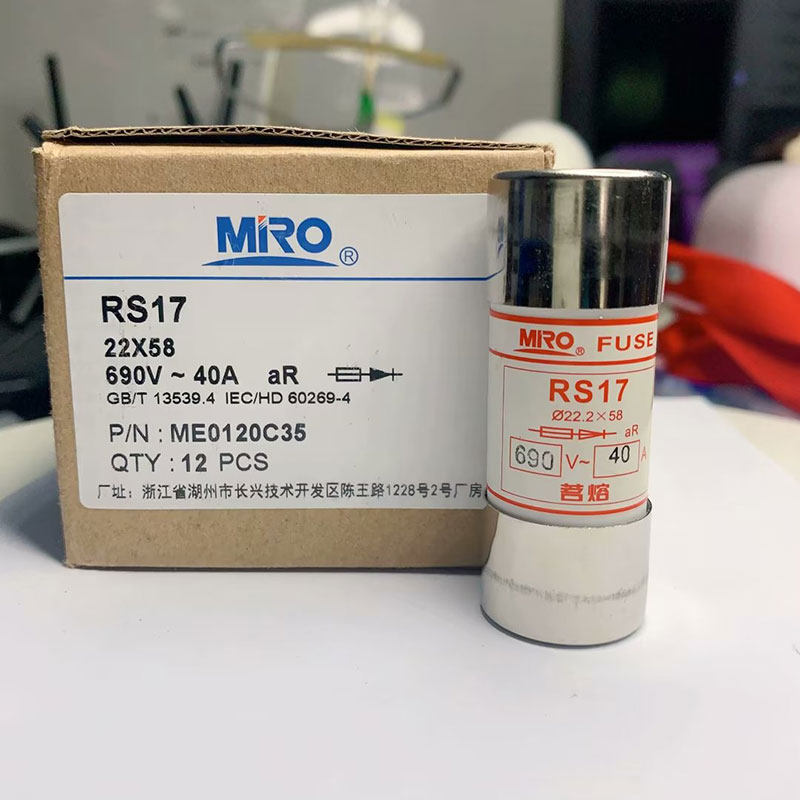 MIRO®
RS17
22X58
690V ~ 40A aR
GB/T 13539.4 IEC/HD 60269-4
P/N : ME0120C35
QTY : 12 PCS
厂址：浙江省湖州市长兴技术开发区陈王路1228号2号厂房
MIRO® FUSE
RS17
Ø22.2×58
aR
690 V~ 40 A
茗熔